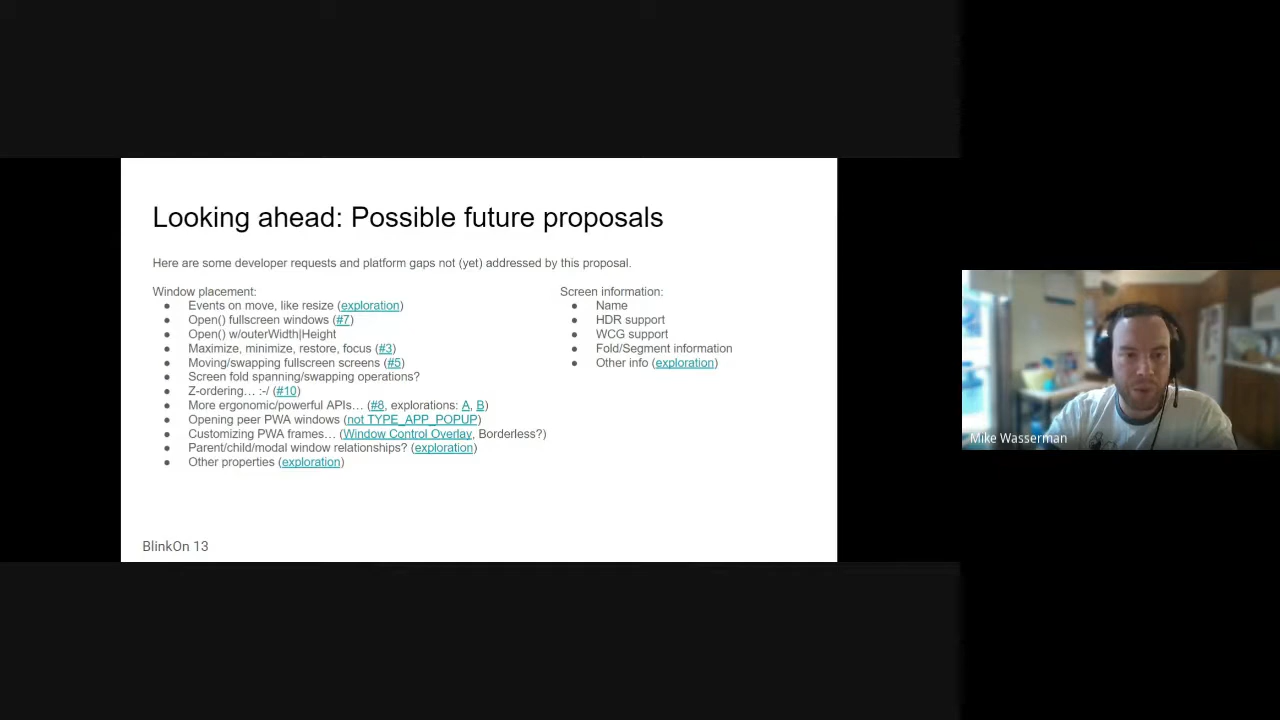 Looking ahead: Possible future proposals
Here are some developer requests and platform gaps not (yet) addressed by this proposal.
Window placement:
● Events on move, like resize (exploration)
● Open() fullscreen windows (#7)
● Open() w/outerWidth|Height
● Maximize, minimize, restore, focus (#3)
● Moving/swapping fullscreen screens (#5)
● Screen fold spanning/swapping operations?
● Z-ordering… :-/ (#10)
● More ergonomic/powerful APIs… (#8, explorations: A, B)
● Opening peer PWA windows (not TYPE_APP_POPUP)
● Customizing PWA frames… (Window Control Overlay, Borderless?)
● Parent/child/modal window relationships? (exploration)
● Other properties (exploration)
Screen information:
● Name
● HDR support
● WCG support
● Fold/Segment information
● Other info (exploration)
BlinkOn 13
Mike Wasserman